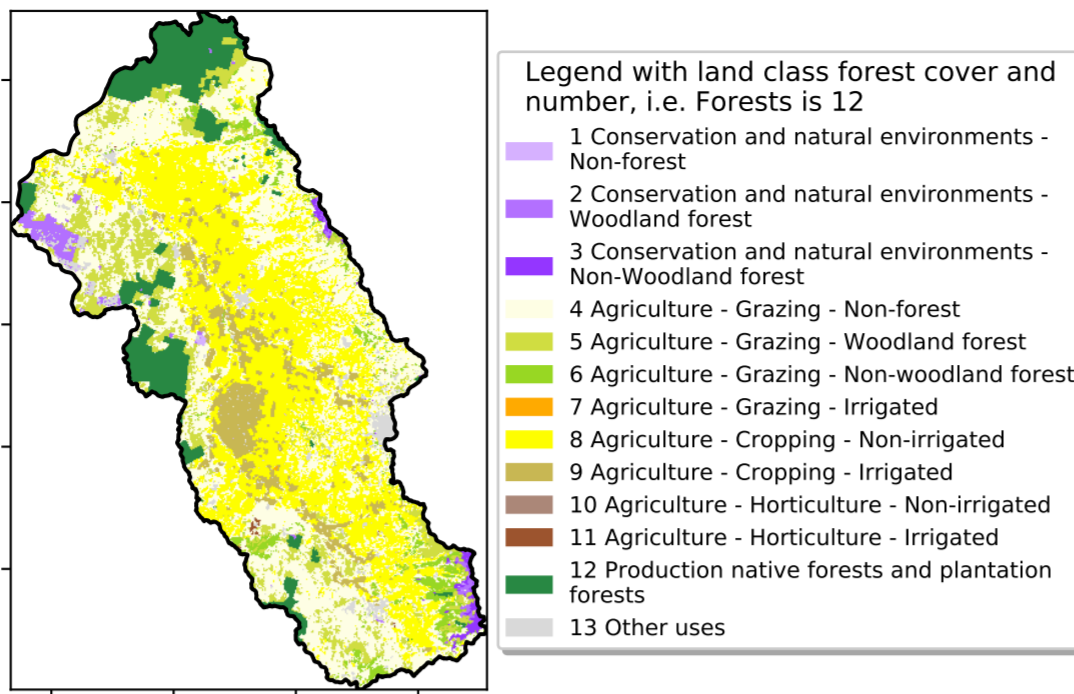 Legend with land class forest cover and
number, i.e. Forests is 12
1 Conservation and natural environments -
Non-forest
2 Conservation and natural environments -
Woodland forest
3 Conservation and natural environments -
Non-Woodland forest
4 Agriculture - Grazing - Non-forest
5 Agriculture - Grazing - Woodland forest
6 Agriculture - Grazing - Non-woodland forest
7 Agriculture - Grazing - Irrigated
8 Agriculture - Cropping - Non-irrigated
9 Agriculture - Cropping - Irrigated
10 Agriculture - Horticulture - Non-irrigated
11 Agriculture - Horticulture - Irrigated
12 Production native forests and plantation
forests
13 Other uses